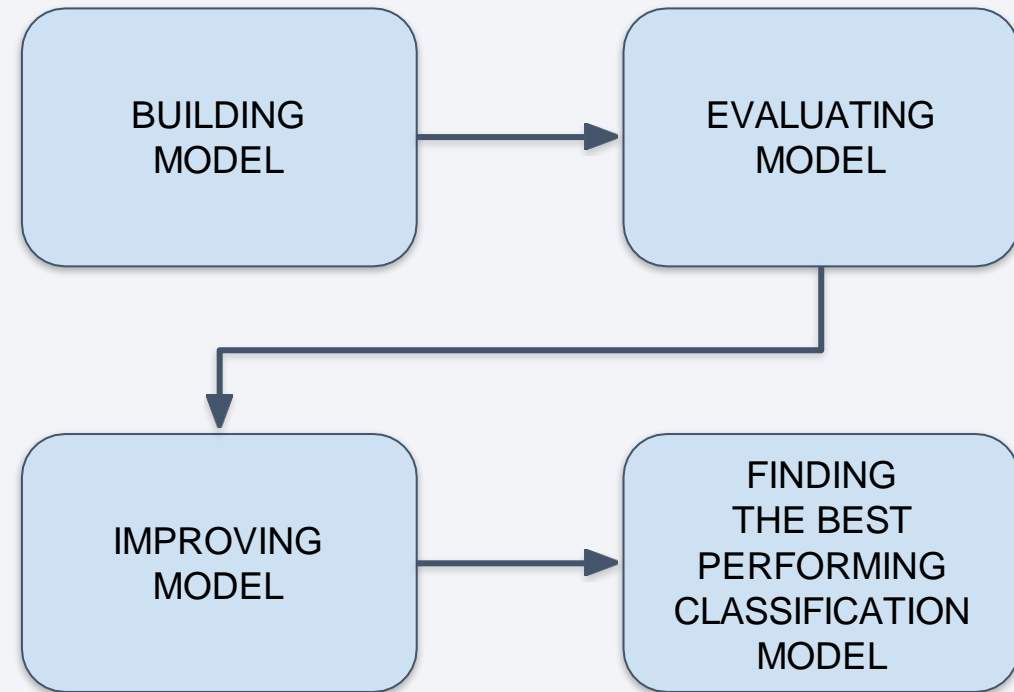 BUILDING
MODEL
EVALUATING
MODEL
IMPROVING
MODEL
FINDING
THE BEST
PERFORMING
CLASSIFICATION
MODEL